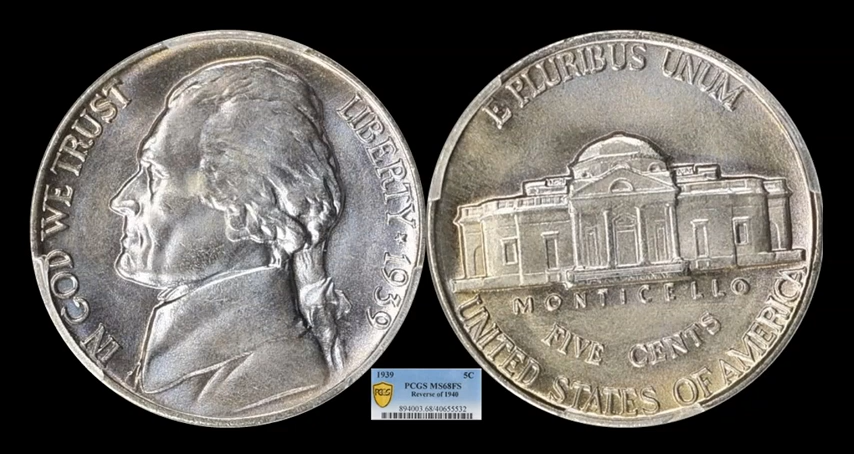 IN GOD WE TRUST
LIBERTY ★ 1939
E PLURIBUS UNUM
MONTICELLO
FIVE CENTS
UNITED STATES OF AMERICA
1939 5C
PCGS MS68FS
Reverse of 1940
PCGS
894003.68/40655532